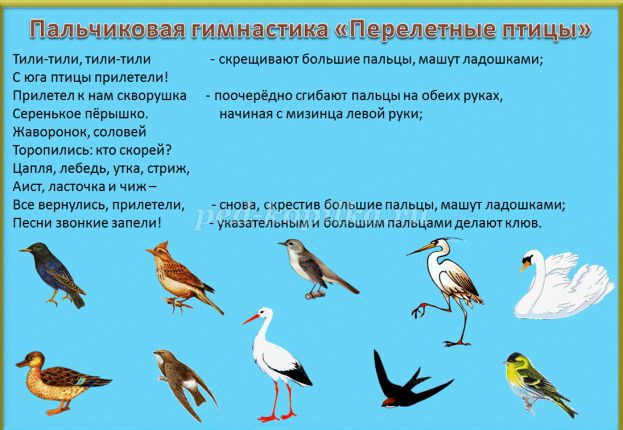 Пальчиковая гимнастика «Перелетные птицы»
Тили-тили, тили-тили - скрещивают большие пальцы, машут ладошками;
С юга птицы прилетели!
Прилетел к нам скворушка - поочерёдно сгибают пальцы на обеих руках,
Серенькое пёрышко. начиная с мизинца левой руки;
Жаворонок, соловей
Торопились: кто скорей?
Цапля, лебедь, утка, стриж,
Аист, ласточка и чиж –
Все вернулись, прилетели, - снова, скрестив большие пальцы, машут ладошками;
Песни звонкие запели! - указательным и большим пальцами делают клюв.
ped-kopilka.ru